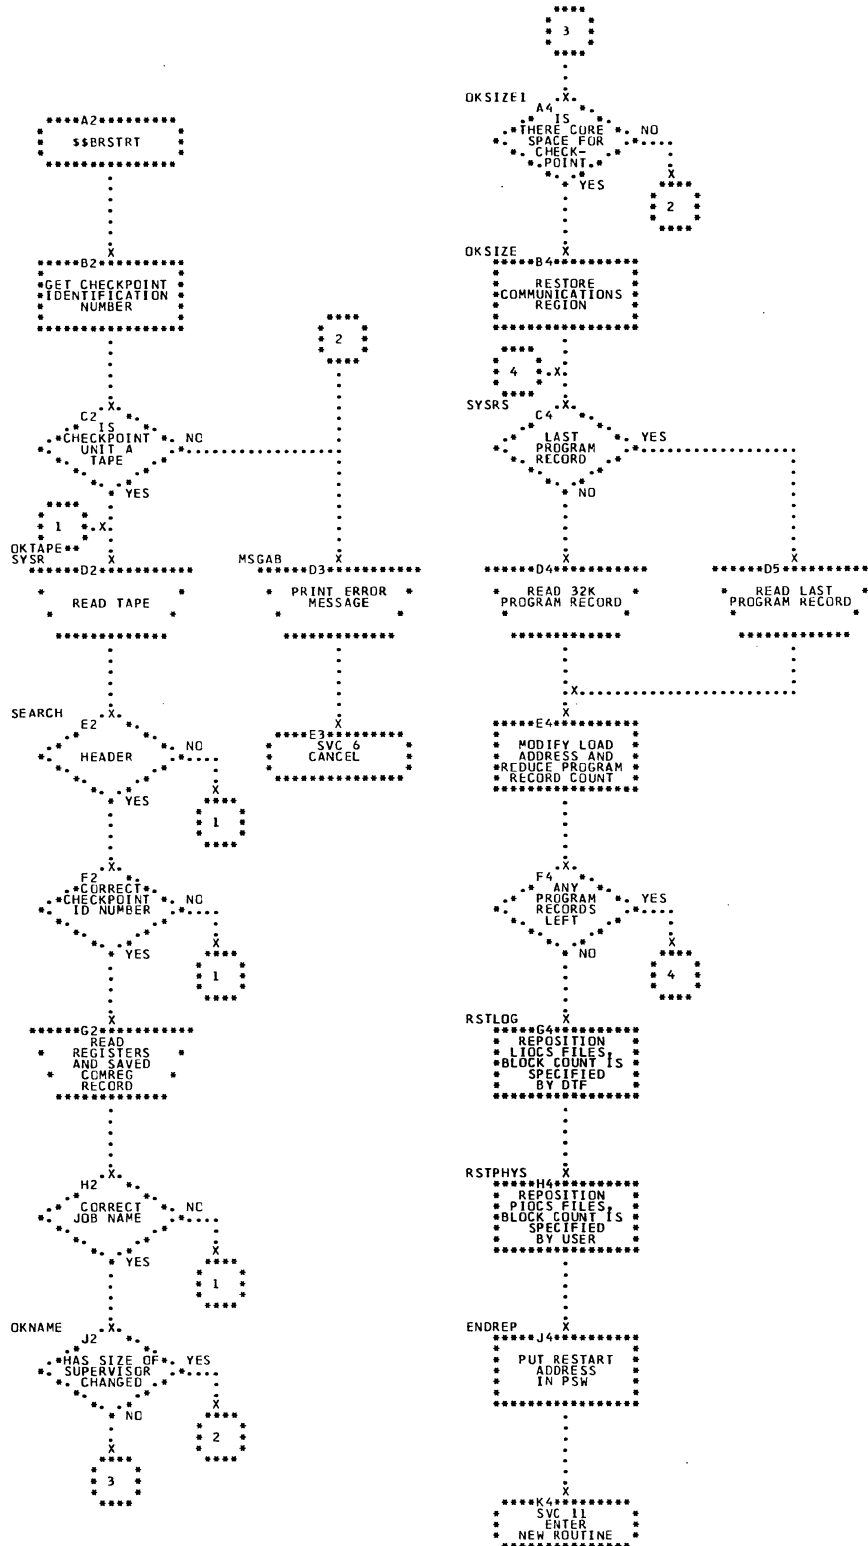 A2
$$BRSTRT
B2
GET CHECKPOINT
IDENTIFICATION
NUMBER
C2
IS
CHECKPOINT
UNIT A
TAPE
NO
YES
1
OKTAPE
SYSR
D2
READ TAPE
SEARCH
E2
HEADER
NO
YES
1
F2
CORRECT
CHECKPOINT
ID NUMBER
NO
YES
1
G2
READ
REGISTERS
AND SAVED
COMREG
RECORD
H2
CORRECT
JOB NAME
NO
YES
1
OKNAME
J2
HAS SIZE OF
SUPERVISOR
CHANGED
YES
NO
2
3
2
MSGAB
D3
PRINT ERROR
MESSAGE
E3
SVC 6
CANCEL
3
OKSIZE1
A4
IS
THERE CORE
SPACE FOR
CHECK-
POINT
NO
YES
2
OKSIZE
B4
RESTORE
COMMUNICATIONS
REGION
4
SYSRS
C4
LAST
PROGRAM
RECORD
YES
NO
D4
READ 32K
PROGRAM RECORD
D5
READ LAST
PROGRAM RECORD
E4
MODIFY LOAD
ADDRESS AND
REDUCE PROGRAM
RECORD COUNT
F4
ANY
PROGRAM
RECORDS
LEFT
YES
NO
4
RSTLOG
G4
REPOSITION
LIOCS FILES,
BLOCK COUNT IS
SPECIFIED
BY DTF
RSTPHYS
H4
REPOSITION
PIOCS FILES,
BLOCK COUNT IS
SPECIFIED
BY USER
ENDREP
J4
PUT RESTART
ADDRESS
IN PSW
K4
SVC 11
ENTER
NEW ROUTINE